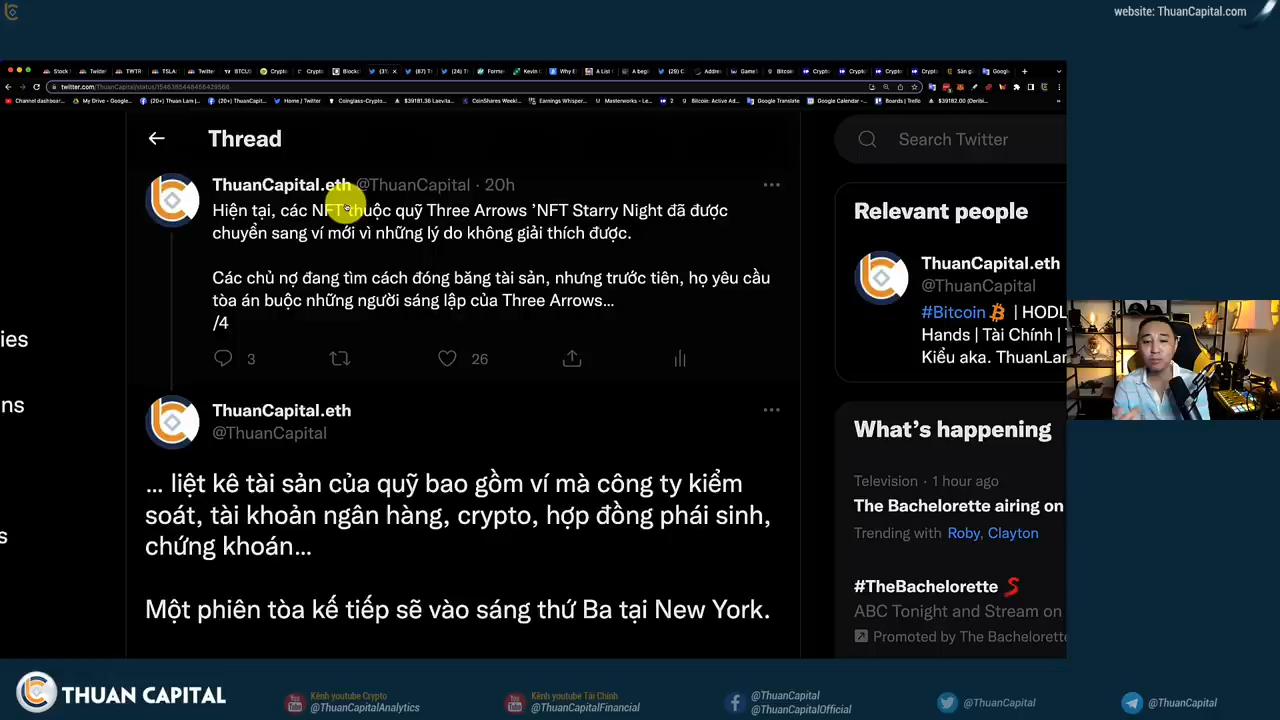 website: ThuanCapital.com
twitter.com/ThuanCapital/status/1546385448456429568
Thread
Search Twitter
ThuanCapital.eth @ThuanCapital · 20h
Hiện tại, các NFT thuộc quỹ Three Arrows 'NFT Starry Night đã được
chuyển sang ví mới vì những lý do không giải thích được.
Các chủ nợ đang tìm cách đóng băng tài sản, nhưng trước tiên, họ yêu cầu
tòa án buộc những người sáng lập của Three Arrows...
/4
3
26
ThuanCapital.eth
@ThuanCapital
... liệt kê tài sản của quỹ bao gồm ví mà công ty kiểm
soát, tài khoản ngân hàng, crypto, hợp đồng phái sinh,
chứng khoán...
Một phiên tòa kế tiếp sẽ vào sáng thứ Ba tại New York.
Relevant people
ThuanCapital.eth
@ThuanCapital
#Bitcoin | HODL
Hands | Tài Chính |
Kiều aka. ThuanLam
What's happening
Television · 1 hour ago
The Bachelorette airing on
Trending with Roby, Clayton
#TheBachelorette
ABC Tonight and Stream on
Promoted by The Bachelorette
ies
ns
s
THUAN CAPITAL
Kênh youtube Crypto
@ThuanCapitalAnalytics
Kênh youtube Tài Chính
@ThuanCapitalFinancial
@ThuanCapital
@ThuanCapitalOfficial
@ThuanCapital
@ThuanCapital